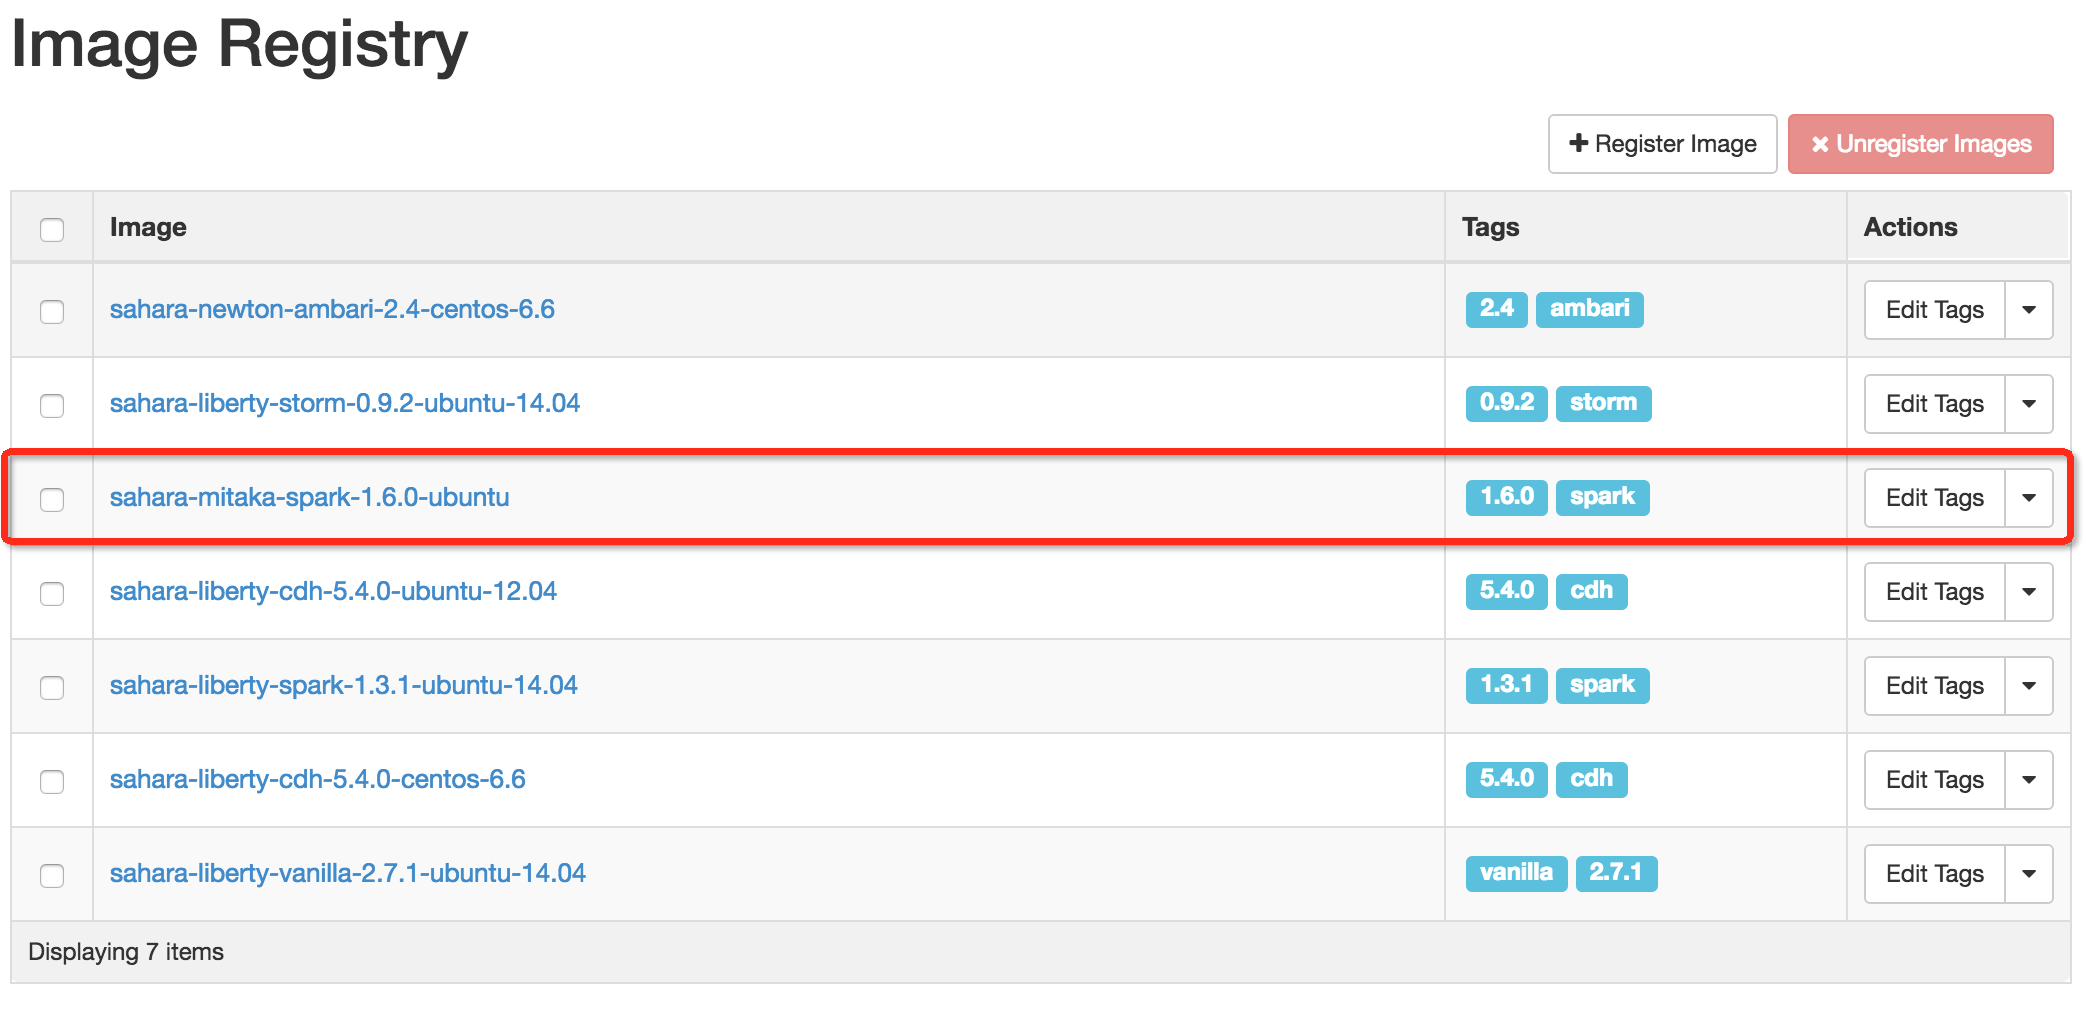 Image Registry
Register Image Unregister Images
Image Tags Actions
sahara-newton-ambari-2.4-centos-6.6 2.4 ambari Edit Tags
sahara-liberty-storm-0.9.2-ubuntu-14.04 0.9.2 storm Edit Tags
sahara-mitaka-spark-1.6.0-ubuntu 1.6.0 spark Edit Tags
sahara-liberty-cdh-5.4.0-ubuntu-12.04 5.4.0 cdh Edit Tags
sahara-liberty-spark-1.3.1-ubuntu-14.04 1.3.1 spark Edit Tags
sahara-liberty-cdh-5.4.0-centos-6.6 5.4.0 cdh Edit Tags
sahara-liberty-vanilla-2.7.1-ubuntu-14.04 vanilla 2.7.1 Edit Tags
Displaying 7 items